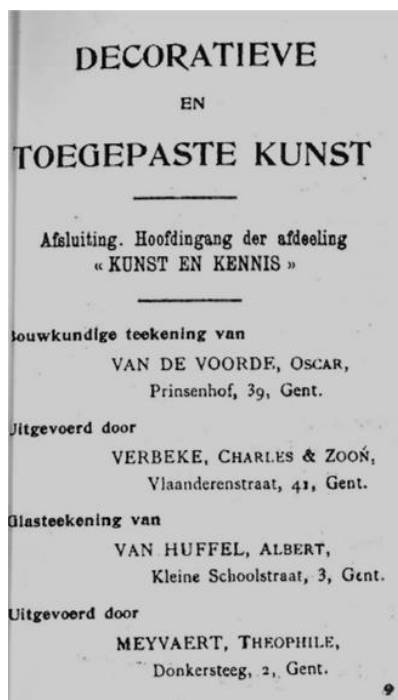 DECORATIEVE
EN
TOEGEPASTE KUNST
Afsluiting. Hoofdingang der afdeeling
« KUNST EN KENNIS »
Bouwkundige teekening van
VAN DE VOORDE, OSCAR,
Prinsenhof, 39, Gent.
Uitgevoerd door
VERBEKE, CHARLES & ZOON,
Vlaanderenstraat, 41, Gent.
Glasteekening van
VAN HUFFEL, ALBERT,
Kleine Schoolstraat, 3, Gent.
Uitgevoerd door
MEYVAERT, THEOPHILE,
Donkersteeg, 2, Gent.
9